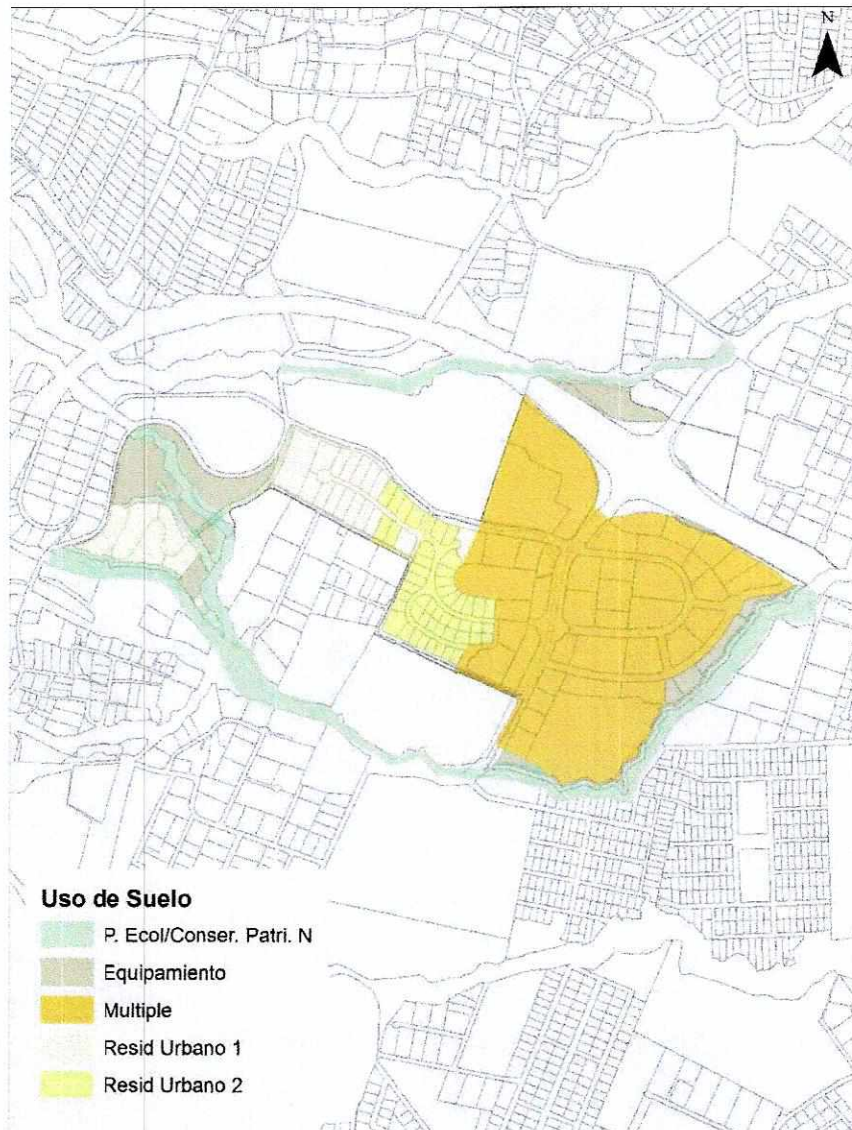 N
Uso de Suelo
P. Ecol/Conser. Patri. N
Equipamiento
Multiple
Resid Urbano 1
Resid Urbano 2